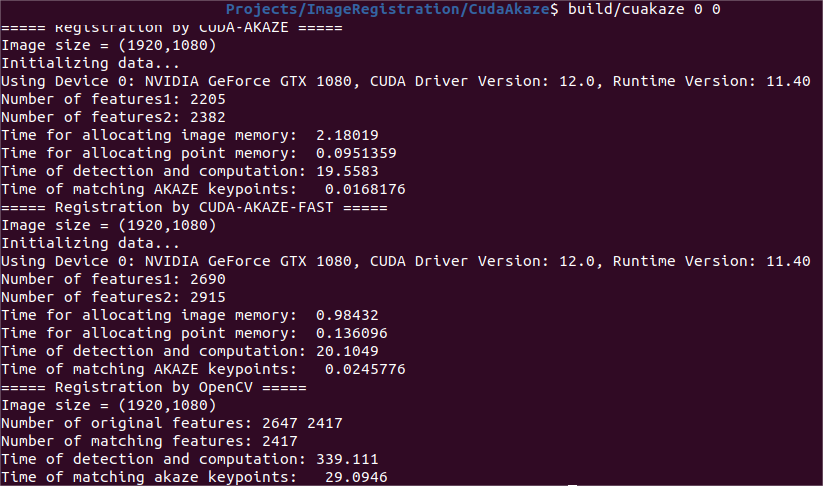 Projects/ImageRegistration/CudaAkaze$ build/cuakaze 0 0
===== Registration by CUDA-AKAZE =====
Image size = (1920,1080)
Initializing data...
Using Device 0: NVIDIA GeForce GTX 1080, CUDA Driver Version: 12.0, Runtime Version: 11.40
Number of features1: 2205
Number of features2: 2382
Time for allocating image memory:  2.18019
Time for allocating point memory:  0.0951359
Time of detection and computation: 19.5583
Time of matching AKAZE keypoints:   0.0168176
===== Registration by CUDA-AKAZE-FAST =====
Image size = (1920,1080)
Initializing data...
Using Device 0: NVIDIA GeForce GTX 1080, CUDA Driver Version: 12.0, Runtime Version: 11.40
Number of features1: 2690
Number of features2: 2915
Time for allocating image memory:  0.98432
Time for allocating point memory:  0.136096
Time of detection and computation: 20.1049
Time of matching AKAZE keypoints:   0.0245776
===== Registration by OpenCV =====
Image size = (1920,1080)
Number of original features: 2647 2417
Number of matching features: 2417
Time of detection and computation: 339.111
Time of matching akaze keypoints:   29.0946